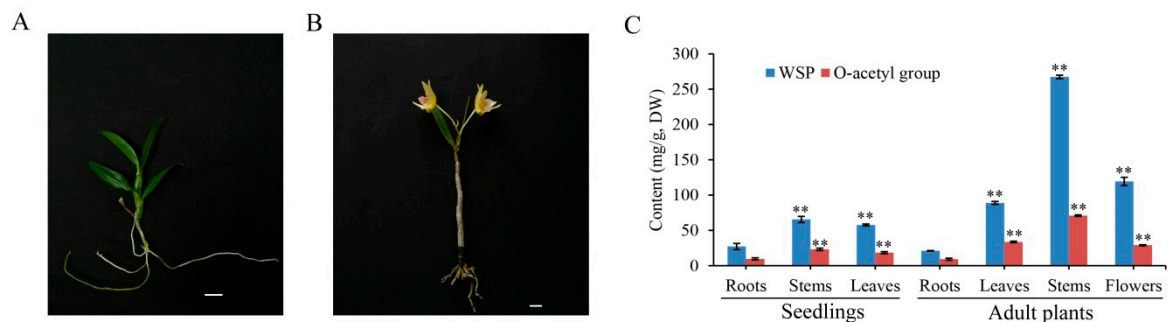 A
B
C
Content (mg/g, DW)
300
250
200
150
100
50
0
WSP
O-acetyl group
**
**
**
**
**
**
**
**
**
**
Roots Stems Leaves Roots Leaves Stems Flowers
Seedlings Adult plants